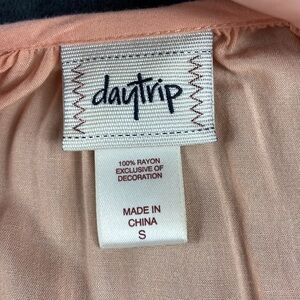 daytrip
100% RAYON
EXCLUSIVE OF
DECORATION
MADE IN
CHINA
S